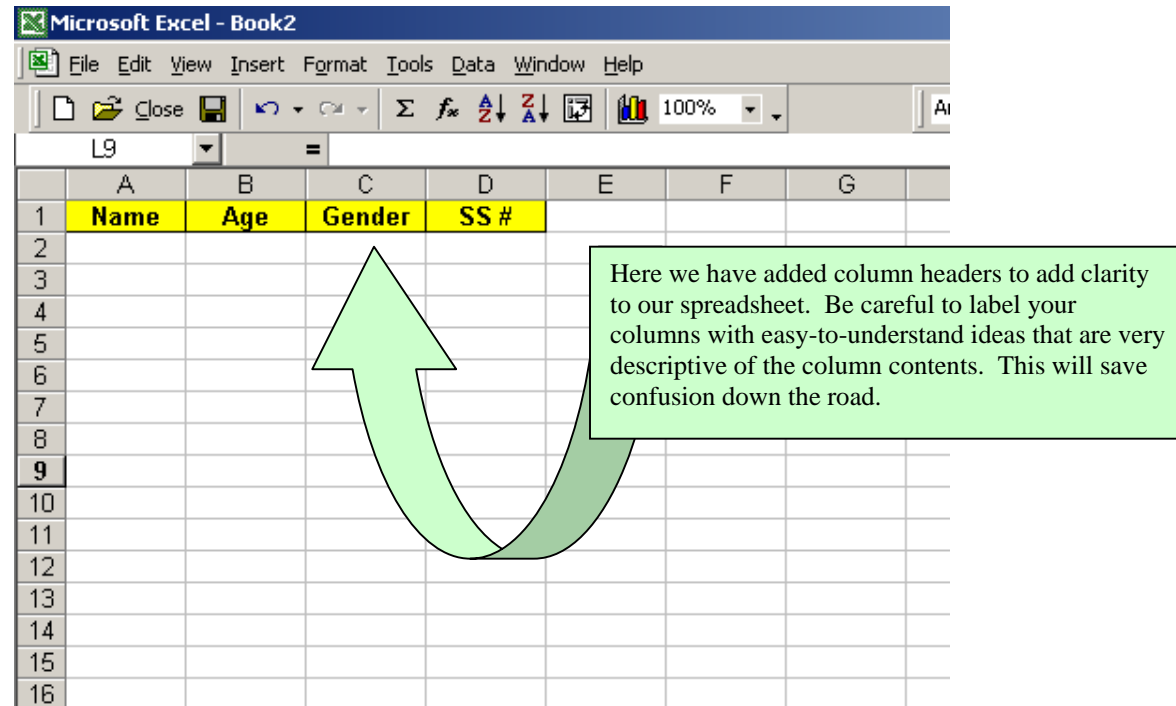 Microsoft Excel - Book2
File Edit View Insert Format Tools Data Window Help
Close Σ fx A Z Z A 100%
L9 =
A B C D E F G
1 Name Age Gender SS #
2
3
4
5
6
7
8
9
10
11
12
13
14
15
16
Here we have added column headers to add clarity
to our spreadsheet. Be careful to label your
columns with easy-to-understand ideas that are very
descriptive of the column contents. This will save
confusion down the road.